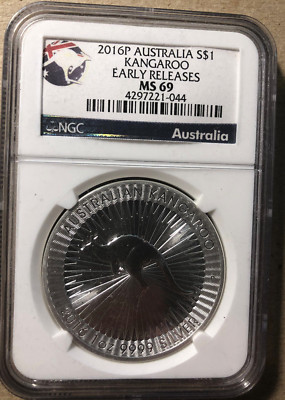 2016P AUSTRALIA S$1
KANGAROO
EARLY RELEASES
MS 69
4297221-044
NGC
Australia
AUSTRALIAN KANGAROO
2016 1oz 9999 SILVER